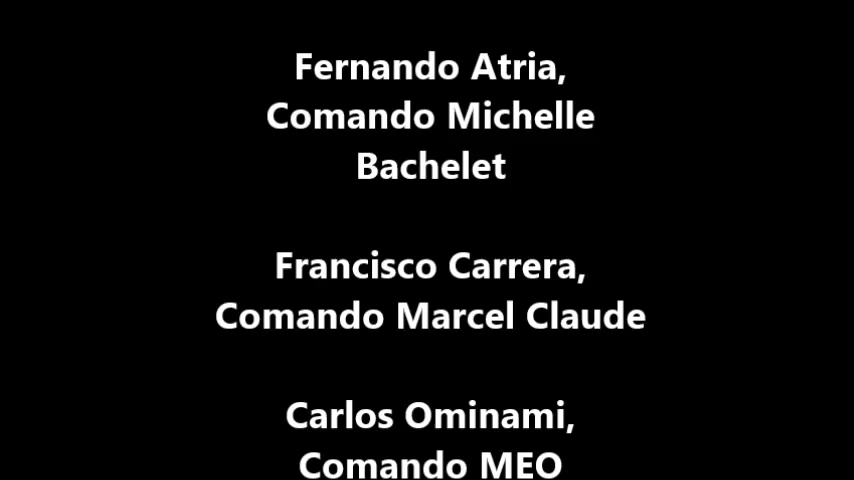 Fernando Atria,
Comando Michelle
Bachelet
Francisco Carrera,
Comando Marcel Claude
Carlos Ominami,
Comando MEO